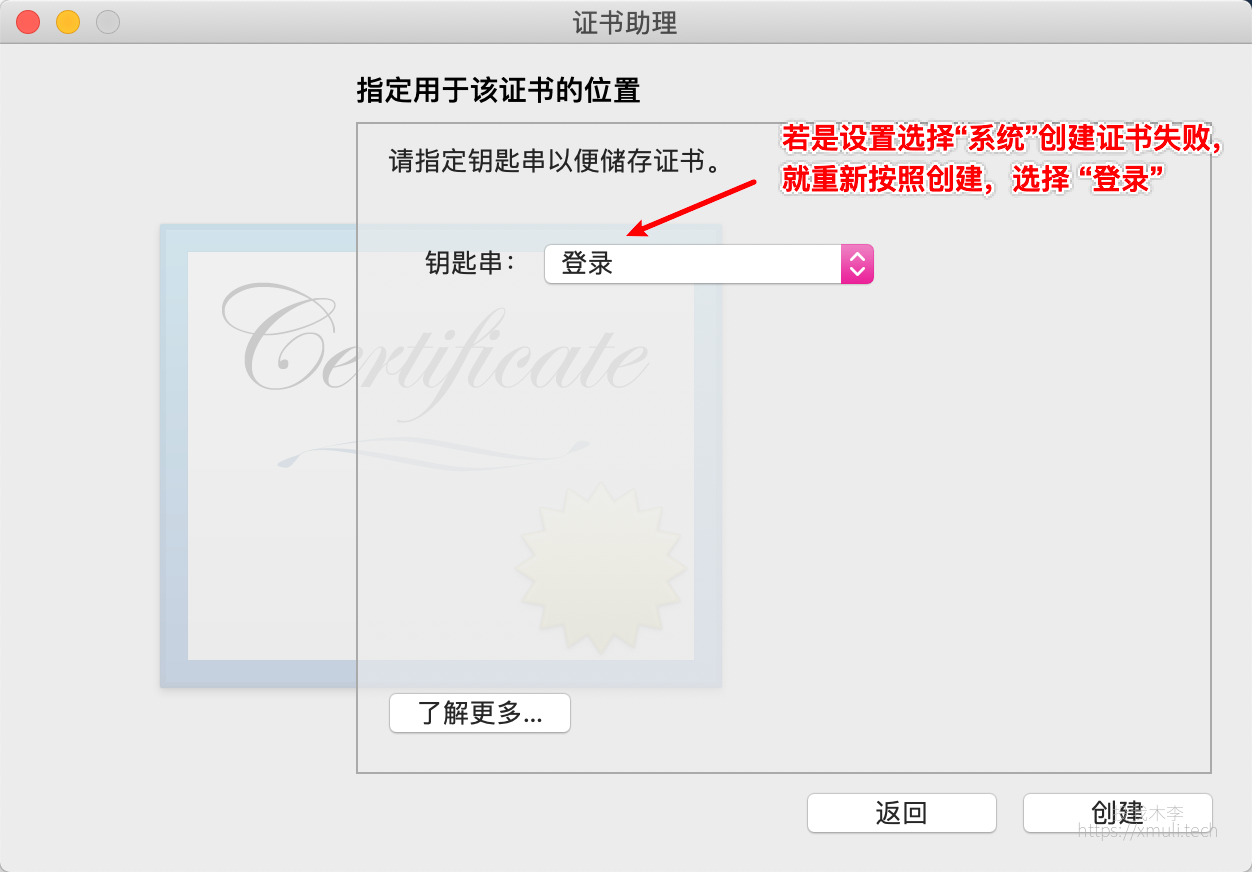 证书助理
指定用于该证书的位置
若是设置选择“系统”创建证书失败,
请指定钥匙串以便储存证书。
就重新按照创建，选择 “登录”
钥匙串：
登录
Certificate
了解更多...
返回
创建
木李
https://xmuli.tech